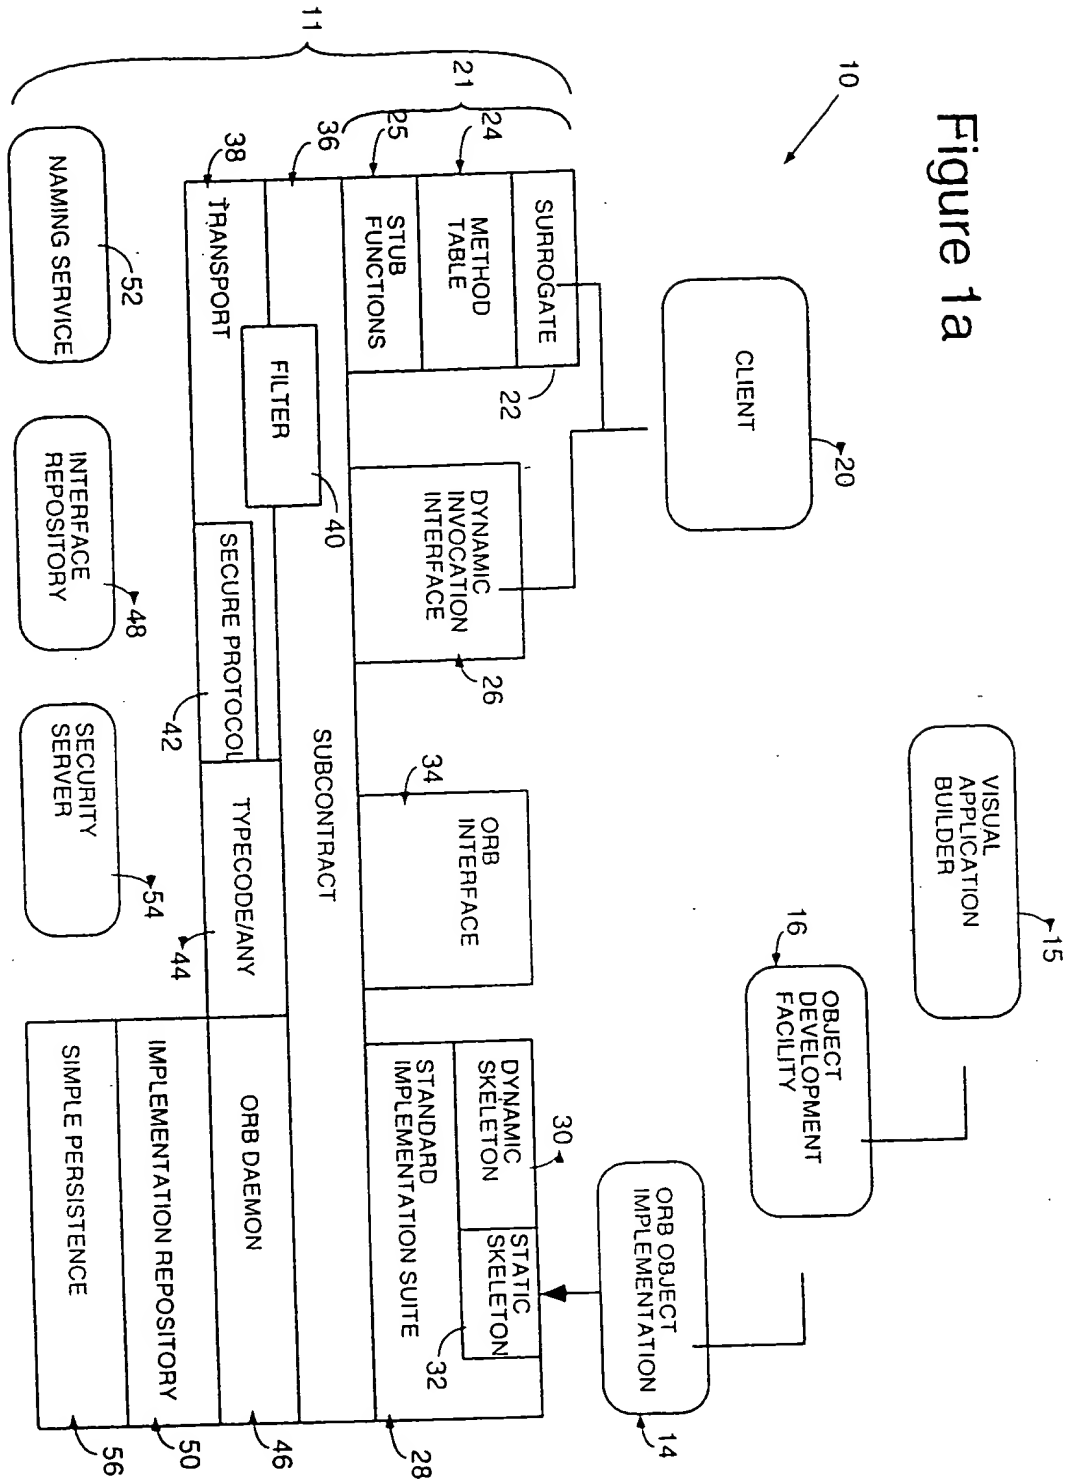 Figure 1a
10
CLIENT
20
VISUAL
APPLICATION
BUILDER
15
OBJECT
DEVELOPMENT
FACILITY
16
ORB OBJECT
IMPLEMENTATION
14
11
21
24
25
36
38
SURROGATE
22
METHOD
TABLE
STUB
FUNCTIONS
DYNAMIC
INVOCATION
INTERFACE
26
34
ORB
INTERFACE
30
DYNAMIC
SKELETON
STATIC
SKELETON
32
STANDARD
IMPLEMENTATION SUITE
28
SUBCONTRACT
FILTER
40
TRANSPORT
SECURE PROTOCOL
42
TYPECODE/ANY
44
ORB DAEMON
46
IMPLEMENTATION REPOSITORY
50
SIMPLE PERSISTENCE
56
NAMING SERVICE
52
INTERFACE
REPOSITORY
48
SECURITY
SERVER
54